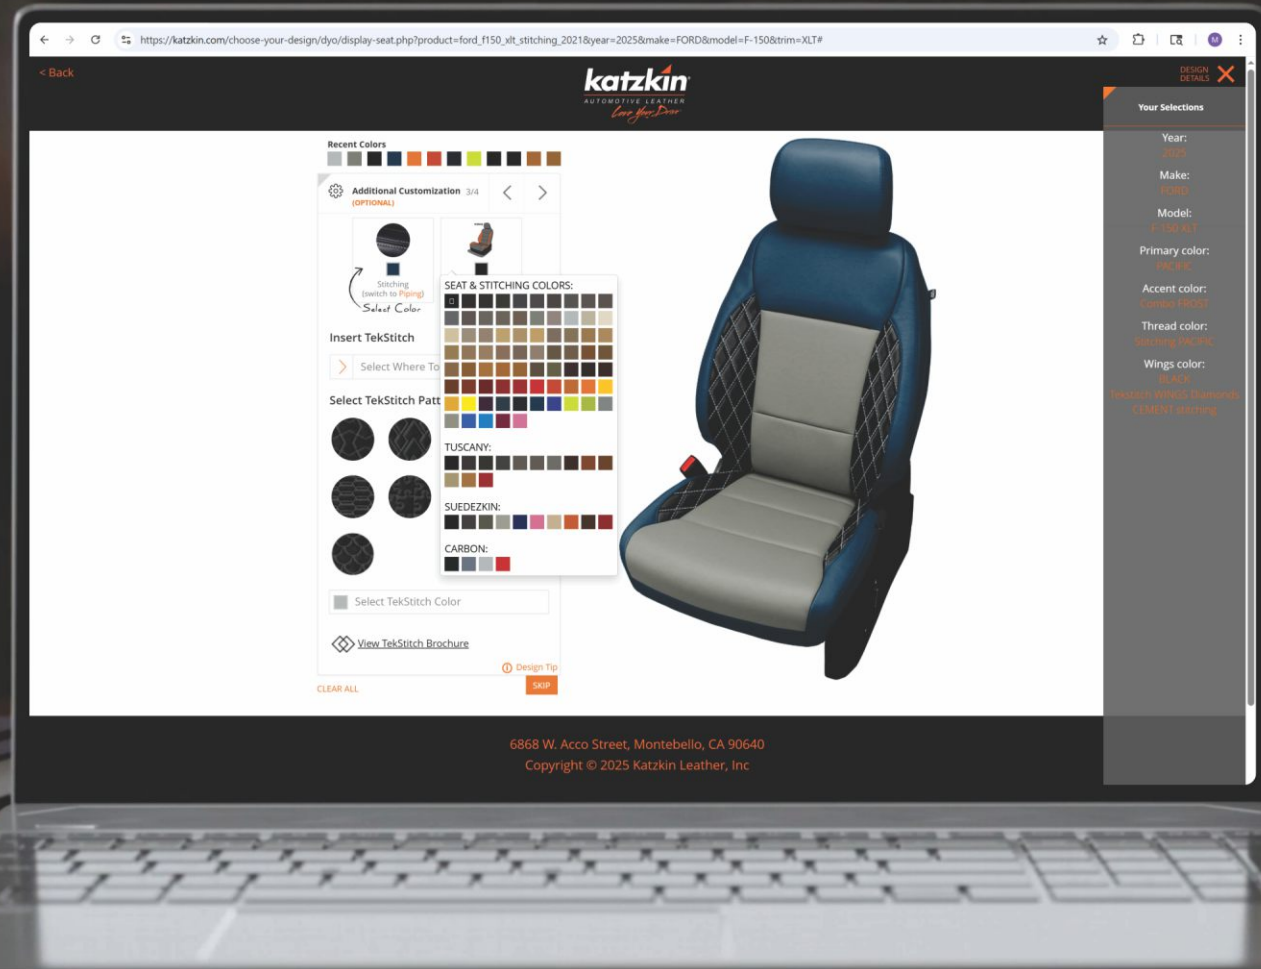 https://katzkin.com/choose-your-design/dyo/display-seat.php?product=ford_f150_xlt_stitching_2021&year=2025&make=FORD&model=F-150&trim=XLT#
M
< Back
katzkin
AUTOMOTIVE LEATHER
Love Your Drive
DESIGN
DETAILS
Recent Colors
Additional Customization 3/4
(OPTIONAL)
Stitching
(switch to Piping)
Select Color
Insert TekStitch
Select Where To
Select TekStitch Patt
SEAT & STITCHING COLORS:
TUSCANY:
SUEDEZKIN:
CARBON:
Select TekStitch Color
View TekStitch Brochure
Design Tip
CLEAR ALL
SKIP
Your Selections
Year:
2025
Make:
FORD
Model:
F-150 XLT
Primary color:
PACIFIC
Accent color:
Combo FROST
Thread color:
Stitching PACIFIC
Wings color:
BLACK
Tekstitch WINGS Diamonds
CEMENT stitching
6868 W. Acco Street, Montebello, CA 90640
Copyright © 2025 Katzkin Leather, Inc